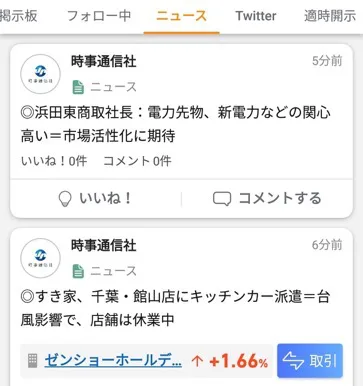 掲示板 フォロー中 ニュース Twitter 適時開示
時事通信社 5分前
ニュース
◎浜田東商取社長：電力先物、新電力などの関心
高い＝市場活性化に期待
いいね！0件 コメント0件
いいね！ コメントする
時事通信社 6分前
ニュース
◎すき家、千葉・館山店にキッチンカー派遣＝台
風影響で、店舗は休業中
ゼンショーホールデ... ↑ +1.66% 取引